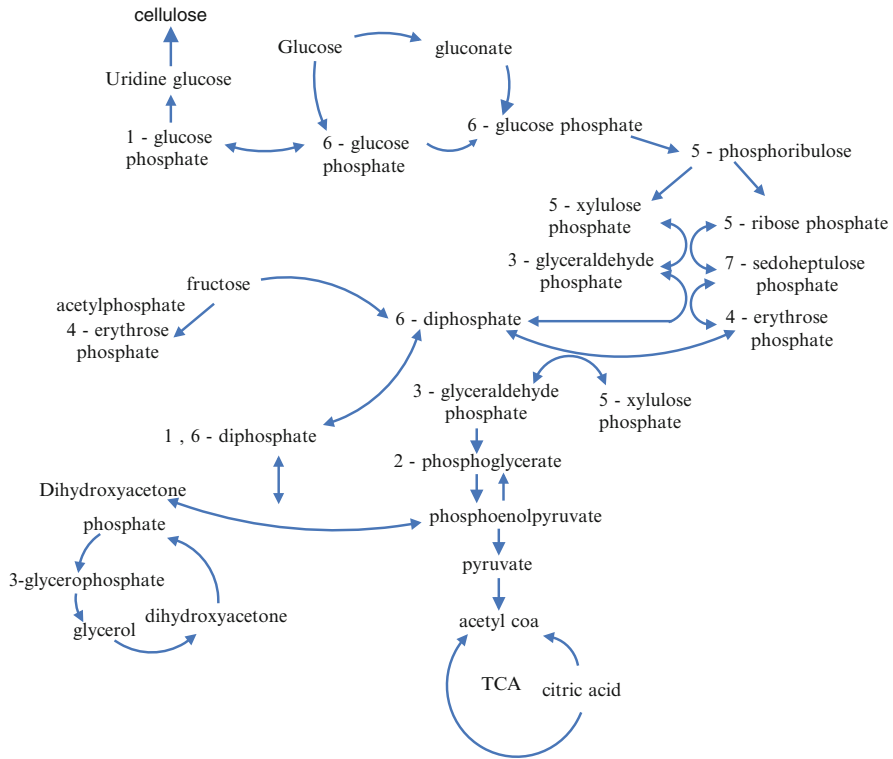 cellulose
Glucose
gluconate
Uridine glucose
1 - glucose
phosphate
6 - glucose
phosphate
6 - glucose phosphate
5 - phosphoribulose
5 - xylulose
phosphate
5 - ribose phosphate
3 - glyceraldehyde
phosphate
7 - sedoheptulose
phosphate
fructose
acetylphosphate
4 - erythrose
phosphate
6 - diphosphate
4 - erythrose
phosphate
3 - glyceraldehyde
phosphate
5 - xylulose
phosphate
1 , 6 - diphosphate
2 - phosphoglycerate
Dihydroxyacetone
phosphate
phosphoenolpyruvate
pyruvate
3-glycerophosphate
glycerol
dihydroxyacetone
acetyl coa
TCA
citric acid